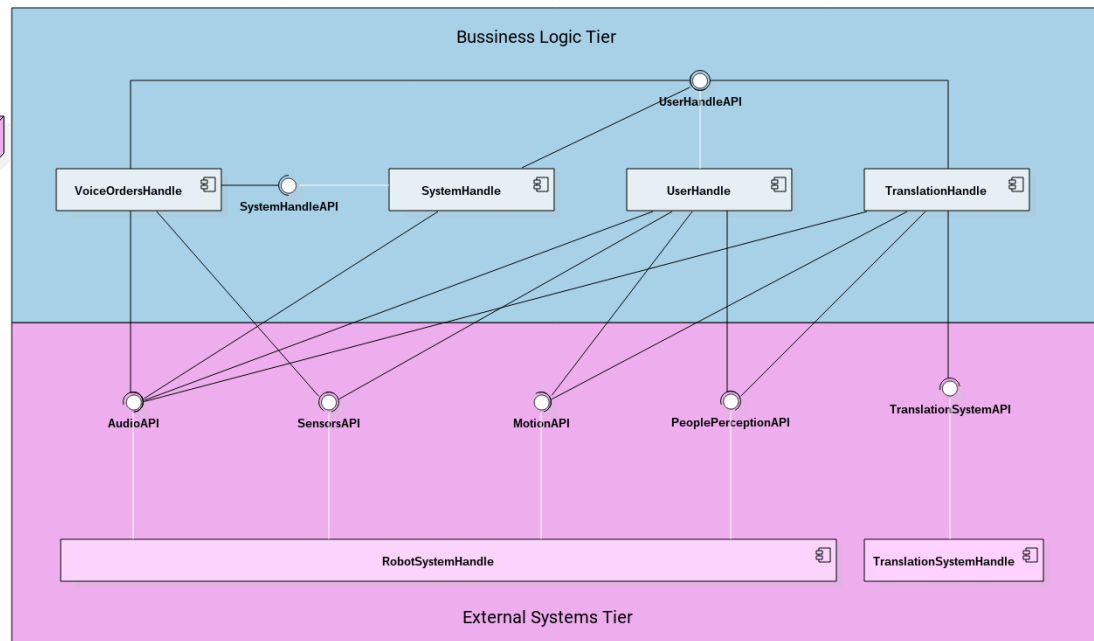 Bussiness Logic Tier
UserHandleAPI
VoiceOrdersHandle
SystemHandleAPI
SystemHandle
UserHandle
TranslationHandle
AudioAPI
SensorsAPI
MotionAPI
PeoplePerceptionAPI
TranslationSystemAPI
RobotSystemHandle
TranslationSystemHandle
External Systems Tier